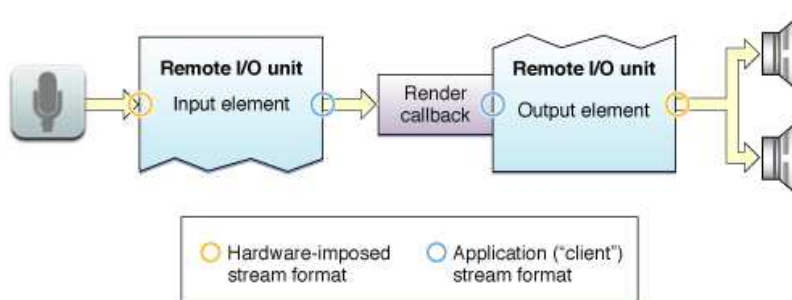 Remote I/O unit
Input element
Render
callback
Remote I/O unit
Output element
Hardware-imposed
stream format
Application (“client”)
stream format